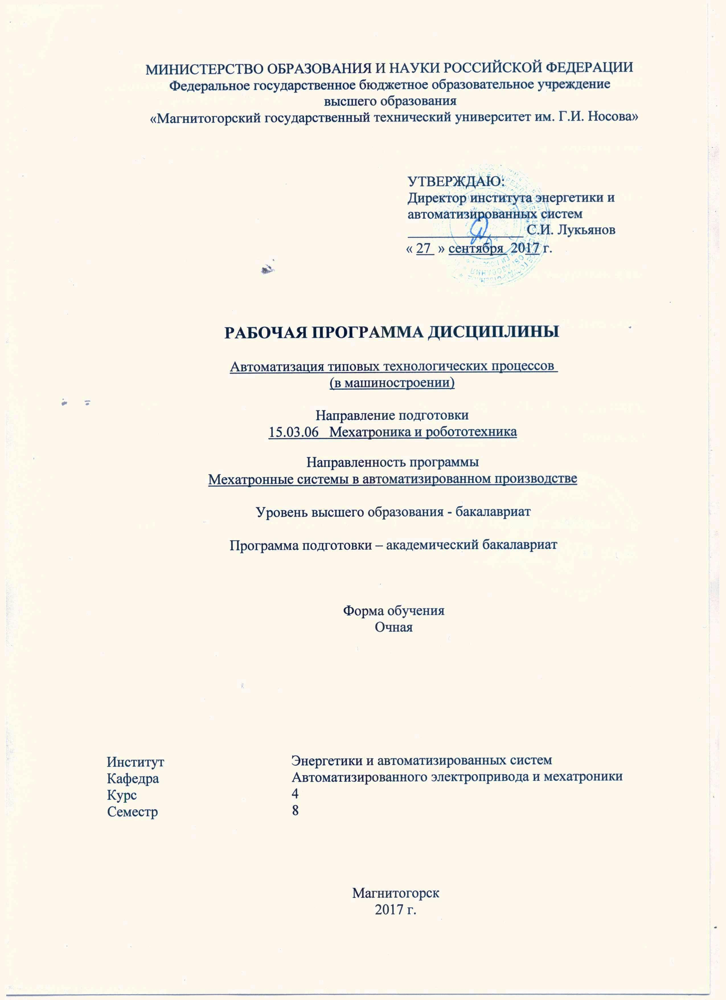 МИНИСТЕРСТВО ОБРАЗОВАНИЯ И НАУКИ РОССИЙСКОЙ ФЕДЕРАЦИИ
Федеральное государственное бюджетное образовательное учреждение
высшего образования
«Магнитогорский государственный технический университет им. Г.И. Носова»
УТВЕРЖДАЮ:
Директор института энергетики и
автоматизированных систем
С.И. Лукьянов
« 27 » сентября 2017 г.
РАБОЧАЯ ПРОГРАММА ДИСЦИПЛИНЫ
Автоматизация типовых технологических процессов
(в машиностроении)
Направление подготовки
15.03.06 Мехатроника и робототехника
Направленность программы
Мехатронные системы в автоматизированном производстве
Уровень высшего образования - бакалавриат
Программа подготовки – академический бакалавриат
Форма обучения
Очная
Институт Энергетики и автоматизированных систем
Кафедра Автоматизированного электропривода и мехатроники
Курс 4
Семестр 8
Магнитогорск
2017 г.